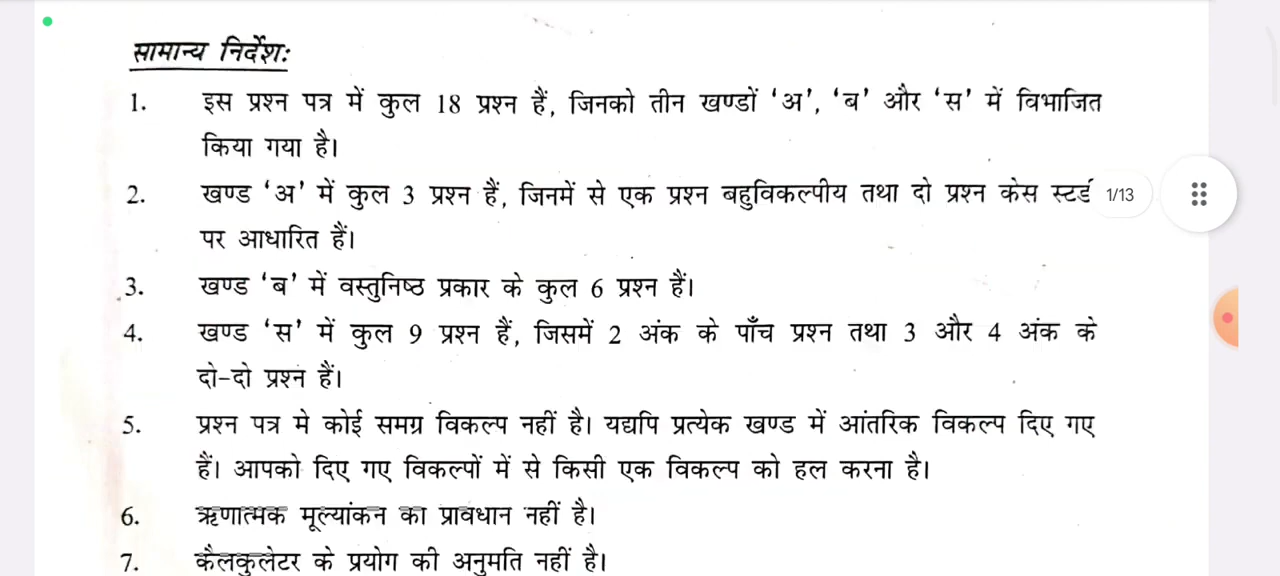 सामान्य निर्देशः
1. इस प्रश्न पत्र में कुल 18 प्रश्न हैं, जिनको तीन खण्डों ‘अ’, ‘ब’ और ‘स’ में विभाजित
किया गया है।
2. खण्ड ‘अ’ में कुल 3 प्रश्न हैं, जिनमें से एक प्रश्न बहुविकल्पीय तथा दो प्रश्न केस स्टर्ड 1/13
पर आधारित हैं।
3. खण्ड ‘ब’ में वस्तुनिष्ठ प्रकार के कुल 6 प्रश्न हैं।
4. खण्ड ‘स’ में कुल 9 प्रश्न हैं, जिसमें 2 अंक के पाँच प्रश्न तथा 3 और 4 अंक के
दो-दो प्रश्न हैं।
5. प्रश्न पत्र मे कोई समग्र विकल्प नहीं है। यद्यपि प्रत्येक खण्ड में आंतरिक विकल्प दिए गए
हैं। आपको दिए गए विकल्पों में से किसी एक विकल्प को हल करना है।
6. ऋणात्मक मूल्यांकन का प्रावधान नहीं है।
7. कैलकुलेटर के प्रयोग की अनुमति नहीं है।